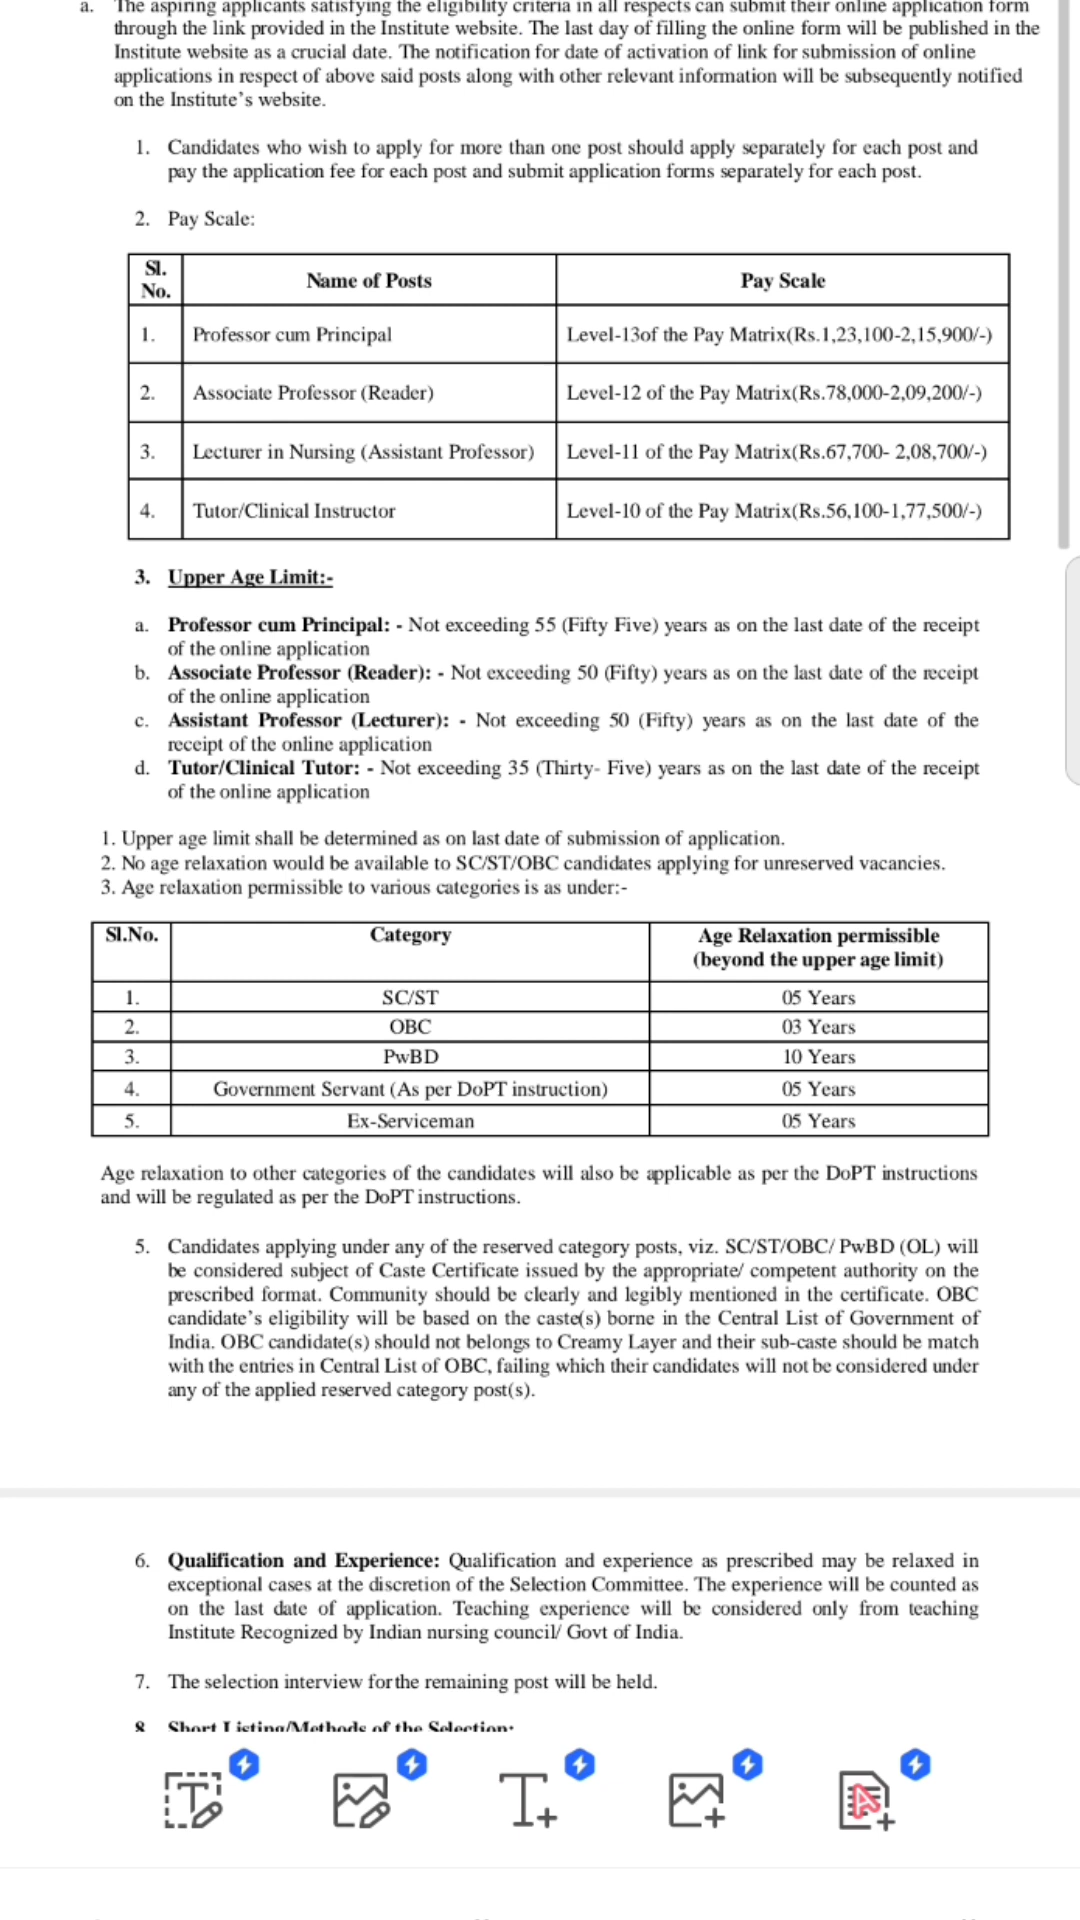 a. The aspiring applicants satisfying the eligibility criteria in all respects can submit their online application form
through the link provided in the Institute website. The last day of filling the online form will be published in the
Institute website as a crucial date. The notification for date of activation of link for submission of online
applications in respect of above said posts along with other relevant information will be subsequently notified
on the Institute's website.
1. Candidates who wish to apply for more than one post should apply separately for each post and
pay the application fee for each post and submit application forms separately for each post.
2. Pay Scale:
Sl. No. Name of Posts Pay Scale
1. Professor cum Principal Level-13of the Pay Matrix(Rs.1,23,100-2,15,900/-)
2. Associate Professor (Reader) Level-12 of the Pay Matrix(Rs.78,000-2,09,200/-)
3. Lecturer in Nursing (Assistant Professor) Level-11 of the Pay Matrix(Rs.67,700- 2,08,700/-)
4. Tutor/Clinical Instructor Level-10 of the Pay Matrix(Rs.56,100-1,77,500/-)
3. Upper Age Limit:-
a. Professor cum Principal: - Not exceeding 55 (Fifty Five) years as on the last date of the receipt
of the online application
b. Associate Professor (Reader): - Not exceeding 50 (Fifty) years as on the last date of the receipt
of the online application
c. Assistant Professor (Lecturer): - Not exceeding 50 (Fifty) years as on the last date of the
receipt of the online application
d. Tutor/Clinical Tutor: - Not exceeding 35 (Thirty- Five) years as on the last date of the receipt
of the online application
1. Upper age limit shall be determined as on last date of submission of application.
2. No age relaxation would be available to SC/ST/OBC candidates applying for unreserved vacancies.
3. Age relaxation permissible to various categories is as under:-
Sl.No. Category Age Relaxation permissible
(beyond the upper age limit)
1. SC/ST 05 Years
2. OBC 03 Years
3. PwBD 10 Years
4. Government Servant (As per DoPT instruction) 05 Years
5. Ex-Serviceman 05 Years
Age relaxation to other categories of the candidates will also be applicable as per the DoPT instructions
and will be regulated as per the DoPT instructions.
5. Candidates applying under any of the reserved category posts, viz. SC/ST/OBC/ PwBD (OL) will
be considered subject of Caste Certificate issued by the appropriate/ competent authority on the
prescribed format. Community should be clearly and legibly mentioned in the certificate. OBC
candidate's eligibility will be based on the caste(s) borne in the Central List of Government of
India. OBC candidate(s) should not belongs to Creamy Layer and their sub-caste should be match
with the entries in Central List of OBC, failing which their candidates will not be considered under
any of the applied reserved category post(s).
6. Qualification and Experience: Qualification and experience as prescribed may be relaxed in
exceptional cases at the discretion of the Selection Committee. The experience will be counted as
on the last date of application. Teaching experience will be considered only from teaching
Institute Recognized by Indian nursing council/ Govt of India.
7. The selection interview for the remaining post will be held.
8 Short Listing/Methods of the Selection: